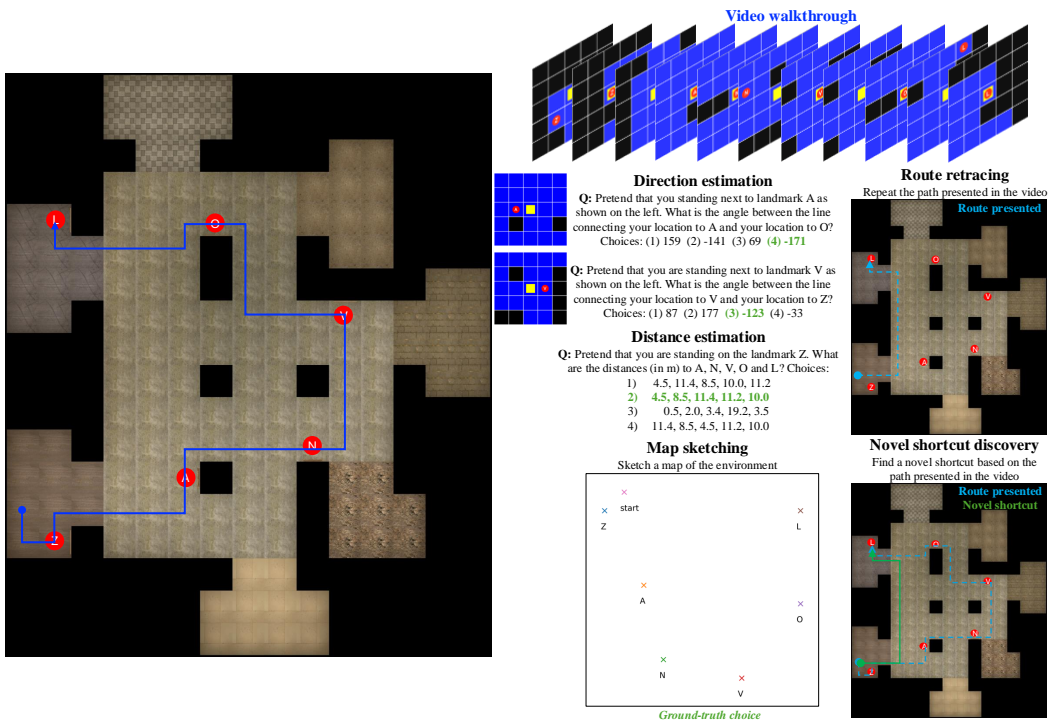 Video walkthrough
L
O
V
N
A
Z
Direction estimation
Q: Pretend that you standing next to landmark A as
shown on the left. What is the angle between the line
connecting your location to A and your location to O?
Choices: (1) 159 (2) -141 (3) 69 (4) -171
Q: Pretend that you are standing next to landmark V as
shown on the left. What is the angle between the line
connecting your location to V and your location to Z?
Choices: (1) 87 (2) 177 (3) -123 (4) -33
Distance estimation
Q: Pretend that you are standing on the landmark Z. What
are the distances (in m) to A, N, V, O and L? Choices:
1) 4.5, 11.4, 8.5, 10.0, 11.2
2) 4.5, 8.5, 11.4, 11.2, 10.0
3) 0.5, 2.0, 3.4, 19.2, 3.5
4) 11.4, 8.5, 4.5, 11.2, 10.0
Map sketching
Sketch a map of the environment
start
Z
L
A
O
N
V
Ground-truth choice
Route retracing
Repeat the path presented in the video
Route presented
L
O
V
N
A
Z
Novel shortcut discovery
Find a novel shortcut based on the
path presented in the video
Route presented
Novel shortcut
L
O
V
N
A
Z